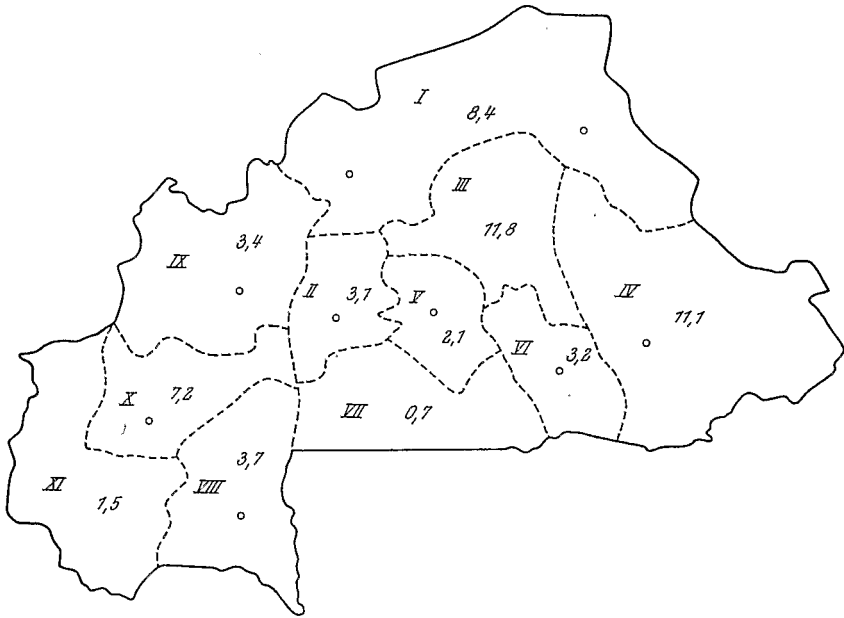 I
8,4
III
11,8
IX
3,4
II
3,1
V
2,1
IV
11,1
VI
3,2
X
7,2
VII
0,7
VIII
3,7
XI
1,5